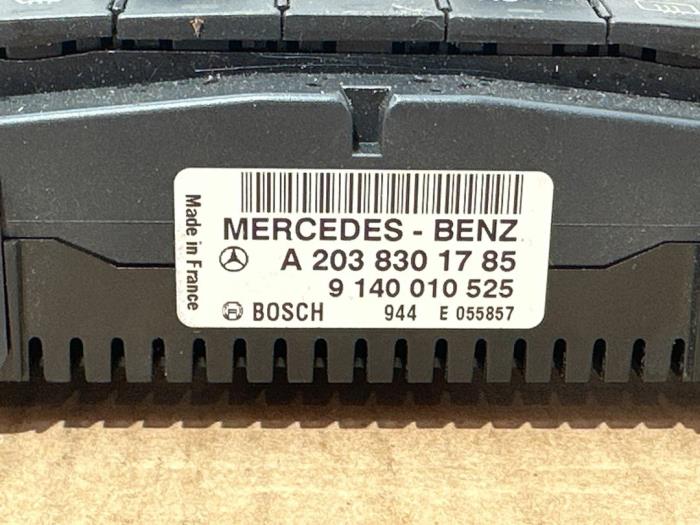 MERCEDES - BENZ
A 203 830 17 85
9 140 010 525
BOSCH 944 E 055857
Made in France